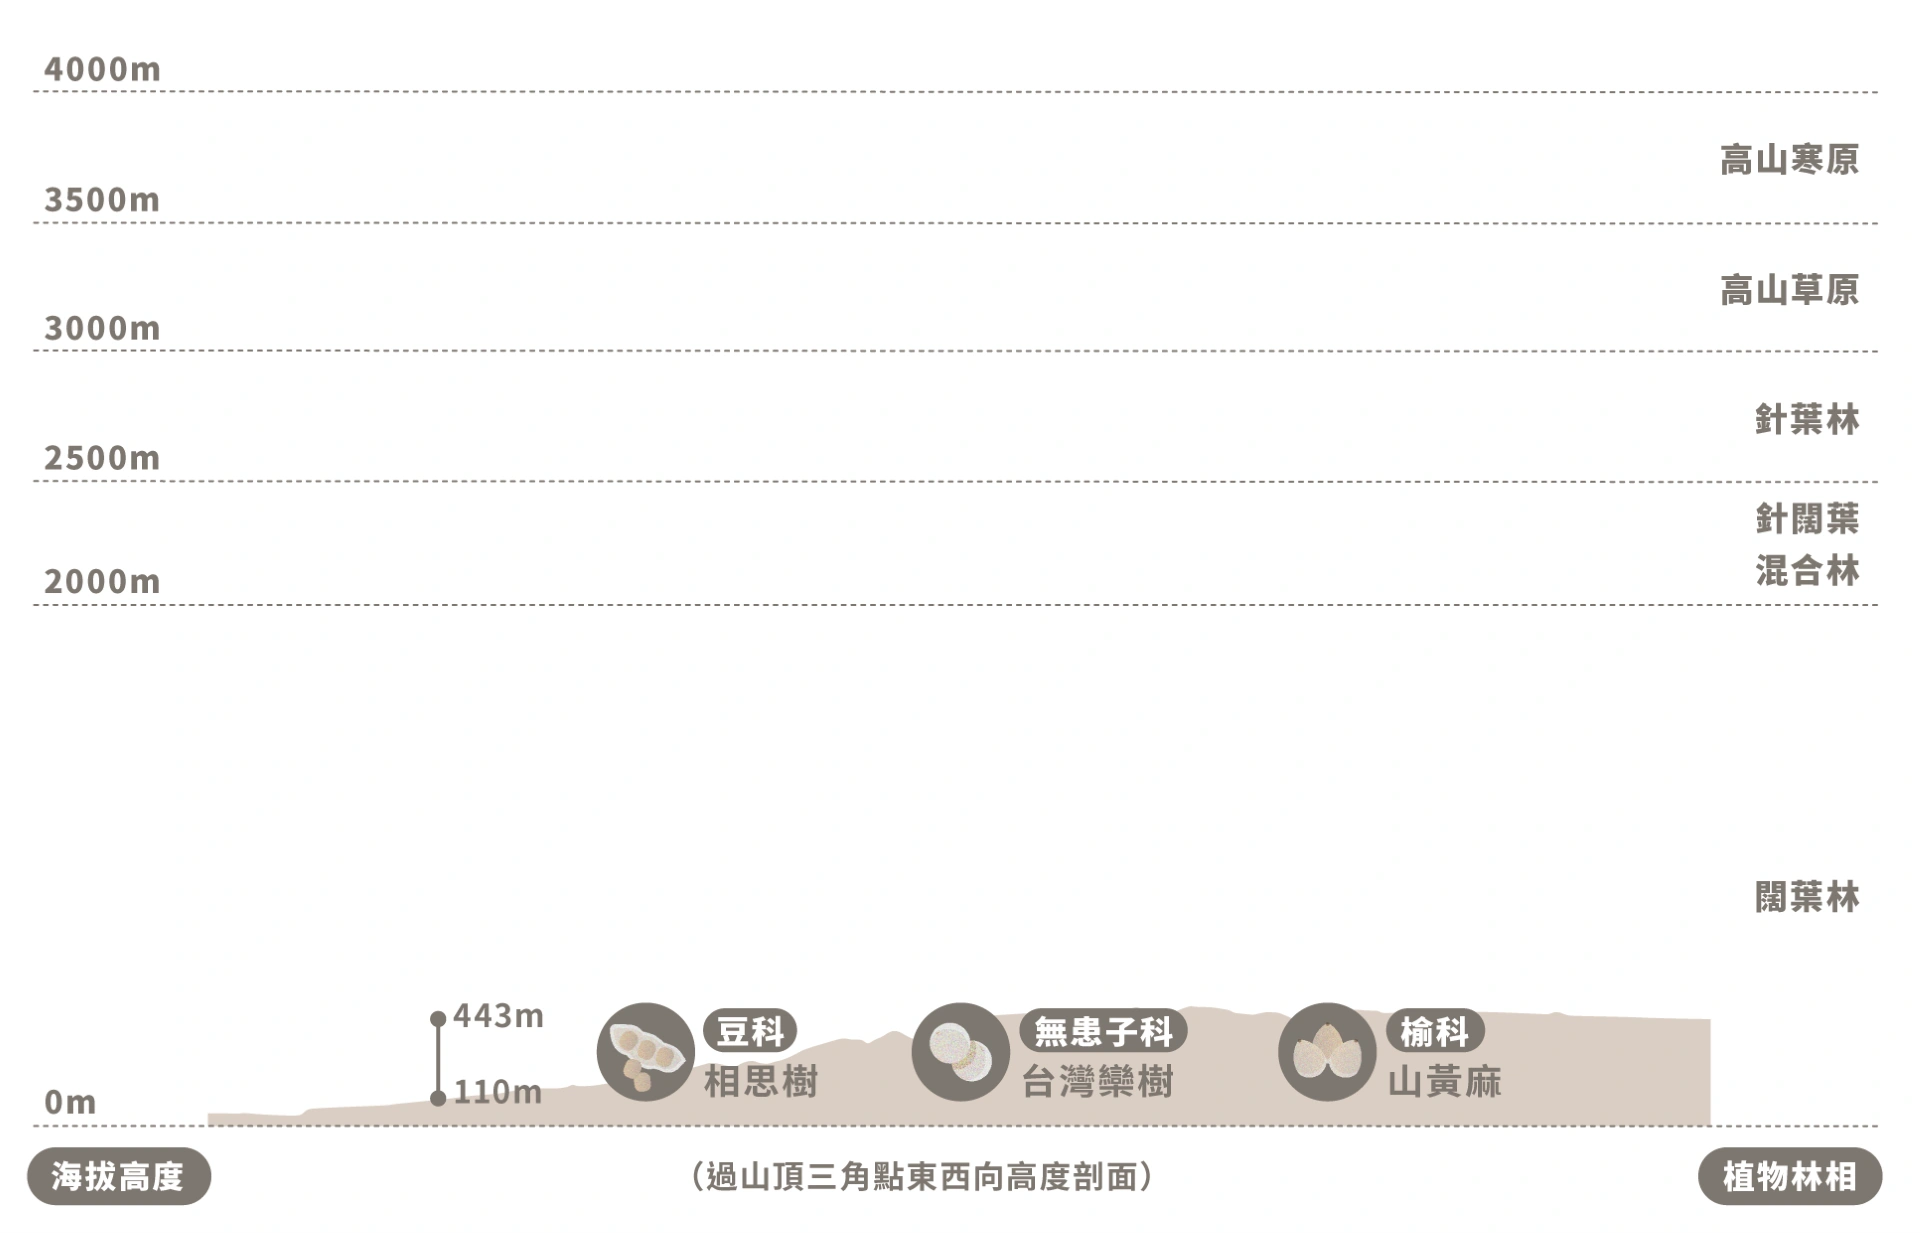 4000m
高山寒原
3500m
高山草原
3000m
針葉林
2500m
針闊葉
混合林
2000m
闊葉林
443m
110m
豆科
相思樹
無患子科
台灣欒樹
榆科
山黃麻
0m
海拔高度
（過山頂三角點東西向高度剖面）
植物林相